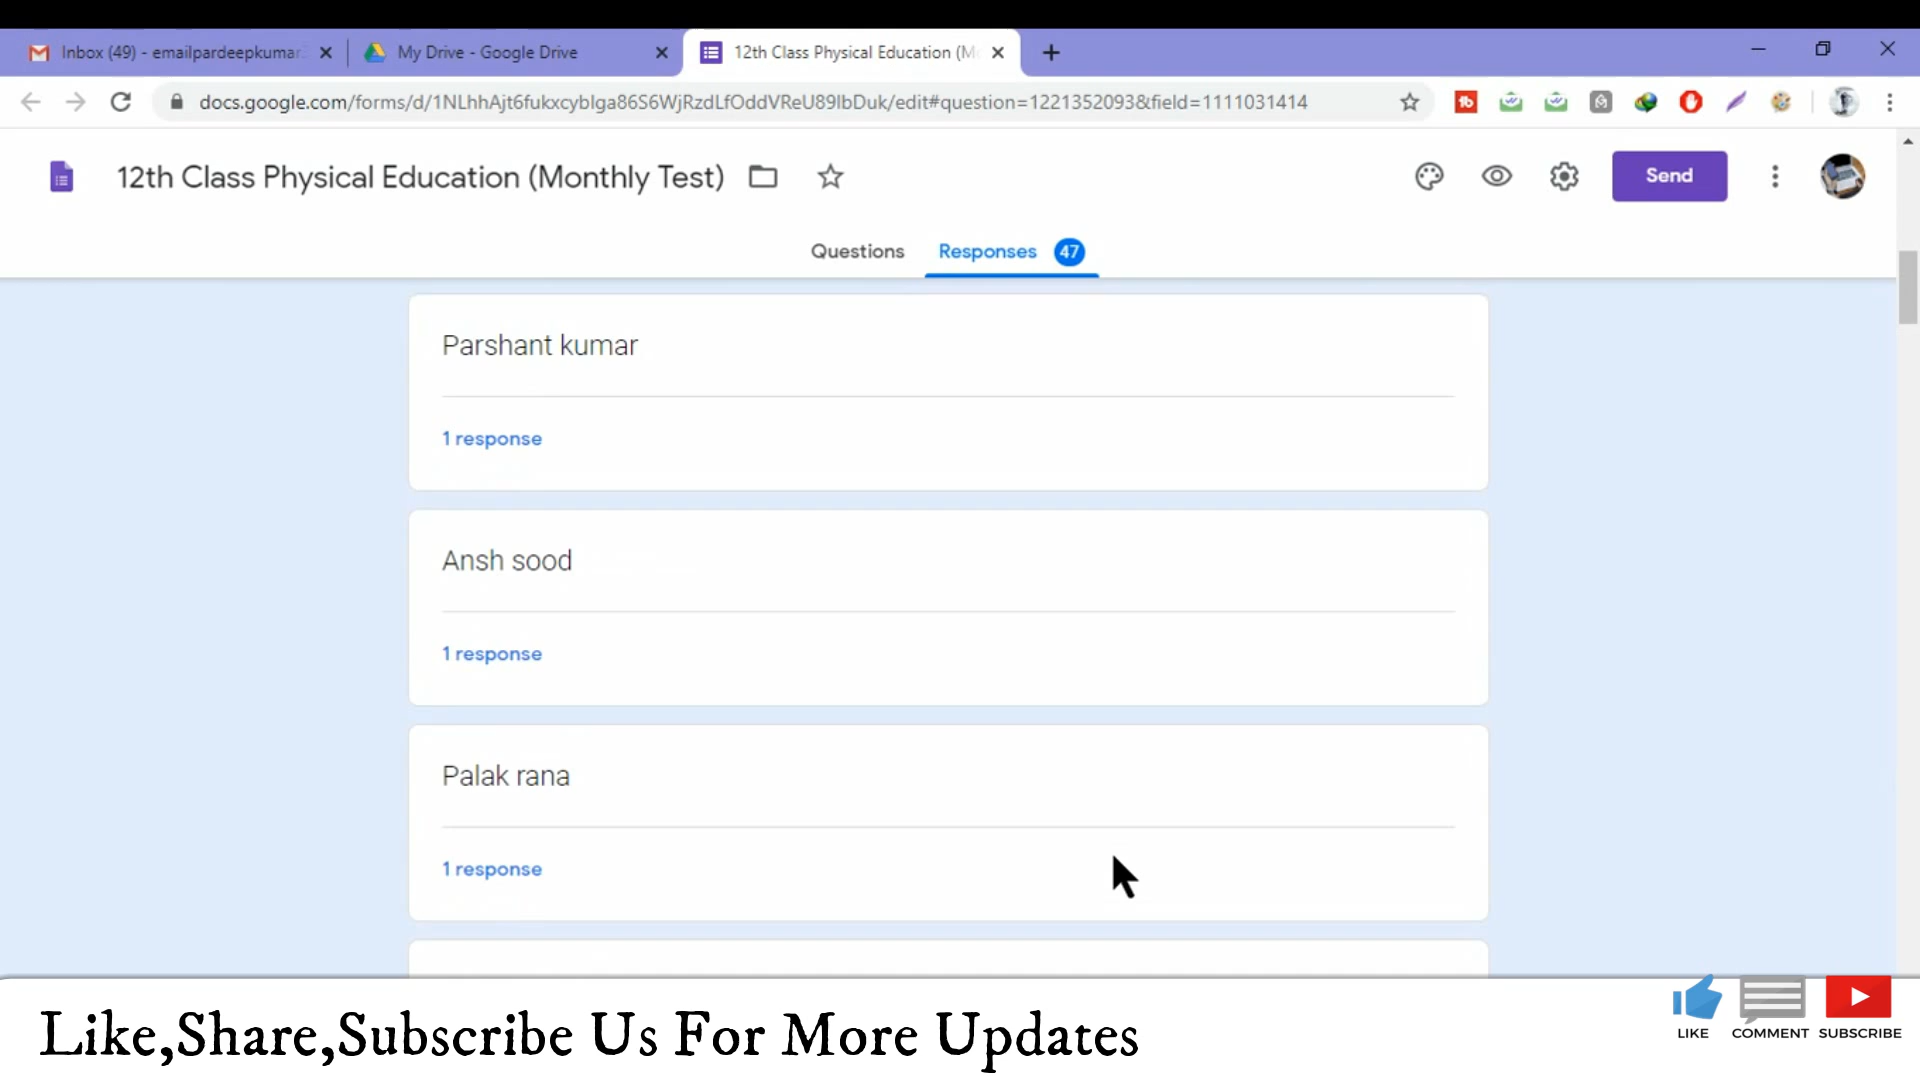 Inbox (49) - emailpardeepkumar
My Drive - Google Drive
12th Class Physical Education (M
docs.google.com/forms/d/1NLhhAjt6fukxcyblga86S6WjRzdLfOddVReU89lbDuk/edit#question=1221352093&field=1111031414
12th Class Physical Education (Monthly Test)
Send
Questions
Responses 47
Parshant kumar
1 response
Ansh sood
1 response
Palak rana
1 response
Like,Share,Subscribe Us For More Updates
LIKE COMMENT SUBSCRIBE